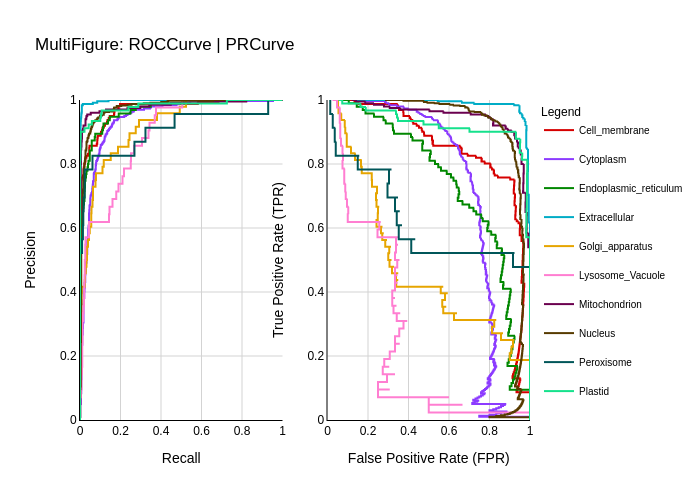 MultiFigure: ROCCurve | PRCurve
Precision
1
0.8
0.6
0.4
0.2
0
0
0.2
0.4
0.6
0.8
1
Recall
True Positive Rate (TPR)
1
0.8
0.6
0.4
0.2
0
0
0.2
0.4
0.6
0.8
1
False Positive Rate (FPR)
Legend
Cell_membrane
Cytoplasm
Endoplasmic_reticulum
Extracellular
Golgi_apparatus
Lysosome_Vacuole
Mitochondrion
Nucleus
Peroxisome
Plastid